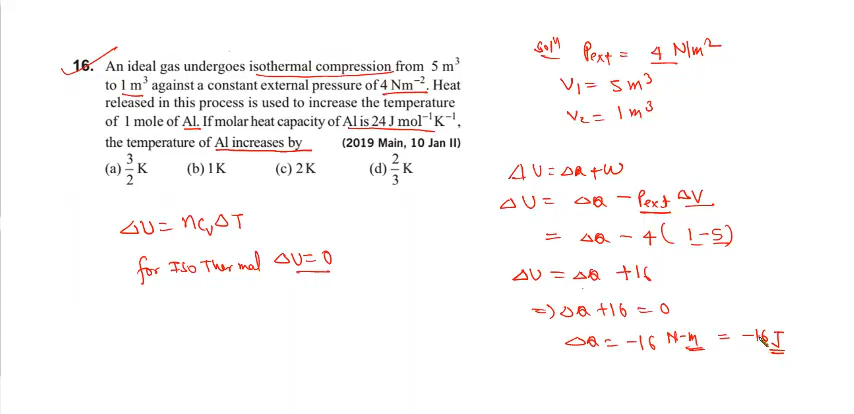 16. An ideal gas undergoes isothermal compression from 5 m³
to 1 m³ against a constant external pressure of 4 Nm⁻². Heat
released in this process is used to increase the temperature
of 1 mole of Al. If molar heat capacity of Al is 24 J mol⁻¹K⁻¹,
the temperature of Al increases by (2019 Main, 10 Jan II)
(a) 3/2 K (b) 1 K (c) 2 K (d) 2/3 K
ΔU = nCvΔT
for Iso Thermal ΔU = 0
Solⁿ Pext = 4 N/m²
V₁ = 5 m³
V₂ = 1 m³
ΔU = ΔQ + W
ΔU = ΔQ - Pext ΔV
= ΔQ - 4 ( 1 - 5 )
ΔU = ΔQ + 16
=) ΔQ + 16 = 0
ΔQ = -16 N-m = -16 J